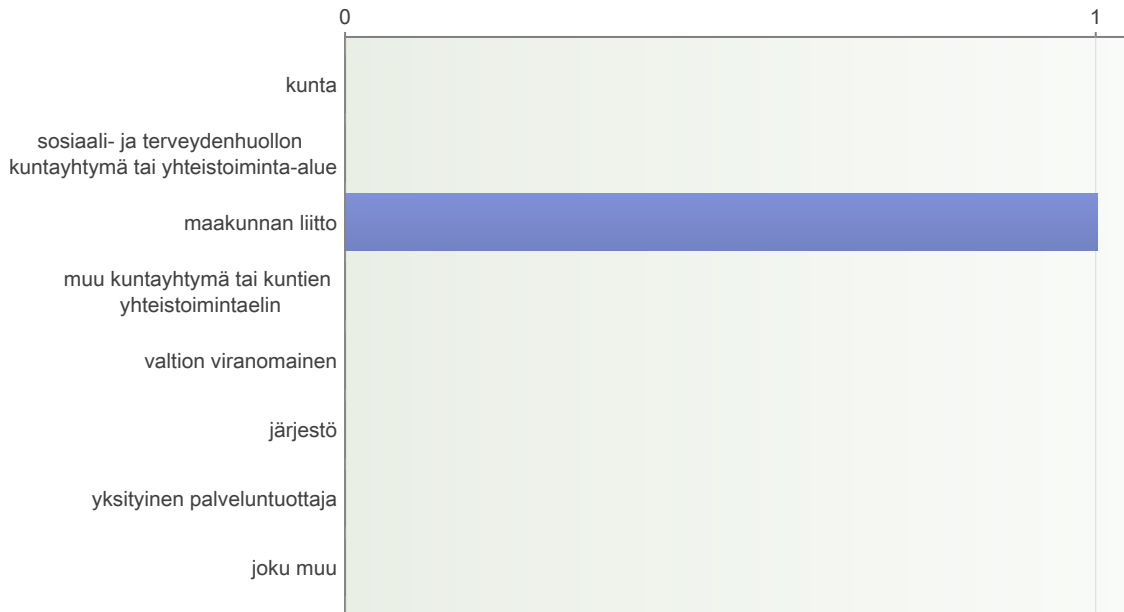 0 1
kunta
sosiaali- ja terveydenhuollon
kuntayhtymä tai yhteistoiminta-alue
maakunnan liitto
muu kuntayhtymä tai kuntien
yhteistoimintaelin
valtion viranomainen
järjestö
yksityinen palveluntuottaja
joku muu